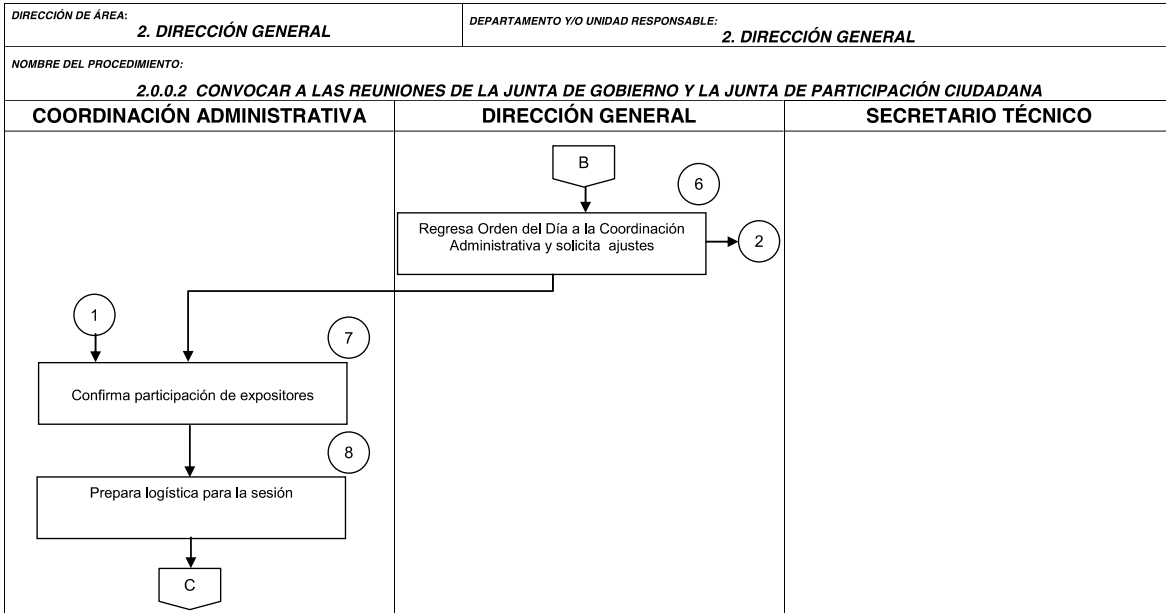 DIRECCIÓN DE ÁREA:
2. DIRECCIÓN GENERAL
DEPARTAMENTO Y/O UNIDAD RESPONSABLE:
2. DIRECCIÓN GENERAL
NOMBRE DEL PROCEDIMIENTO:
2.0.0.2 CONVOCAR A LAS REUNIONES DE LA JUNTA DE GOBIERNO Y LA JUNTA DE PARTICIPACIÓN CIUDADANA
COORDINACIÓN ADMINISTRATIVA
DIRECCIÓN GENERAL
SECRETARIO TÉCNICO
B
6
Regresa Orden del Día a la Coordinación
Administrativa y solicita ajustes
2
1
7
Confirma participación de expositores
8
Prepara logística para la sesión
C